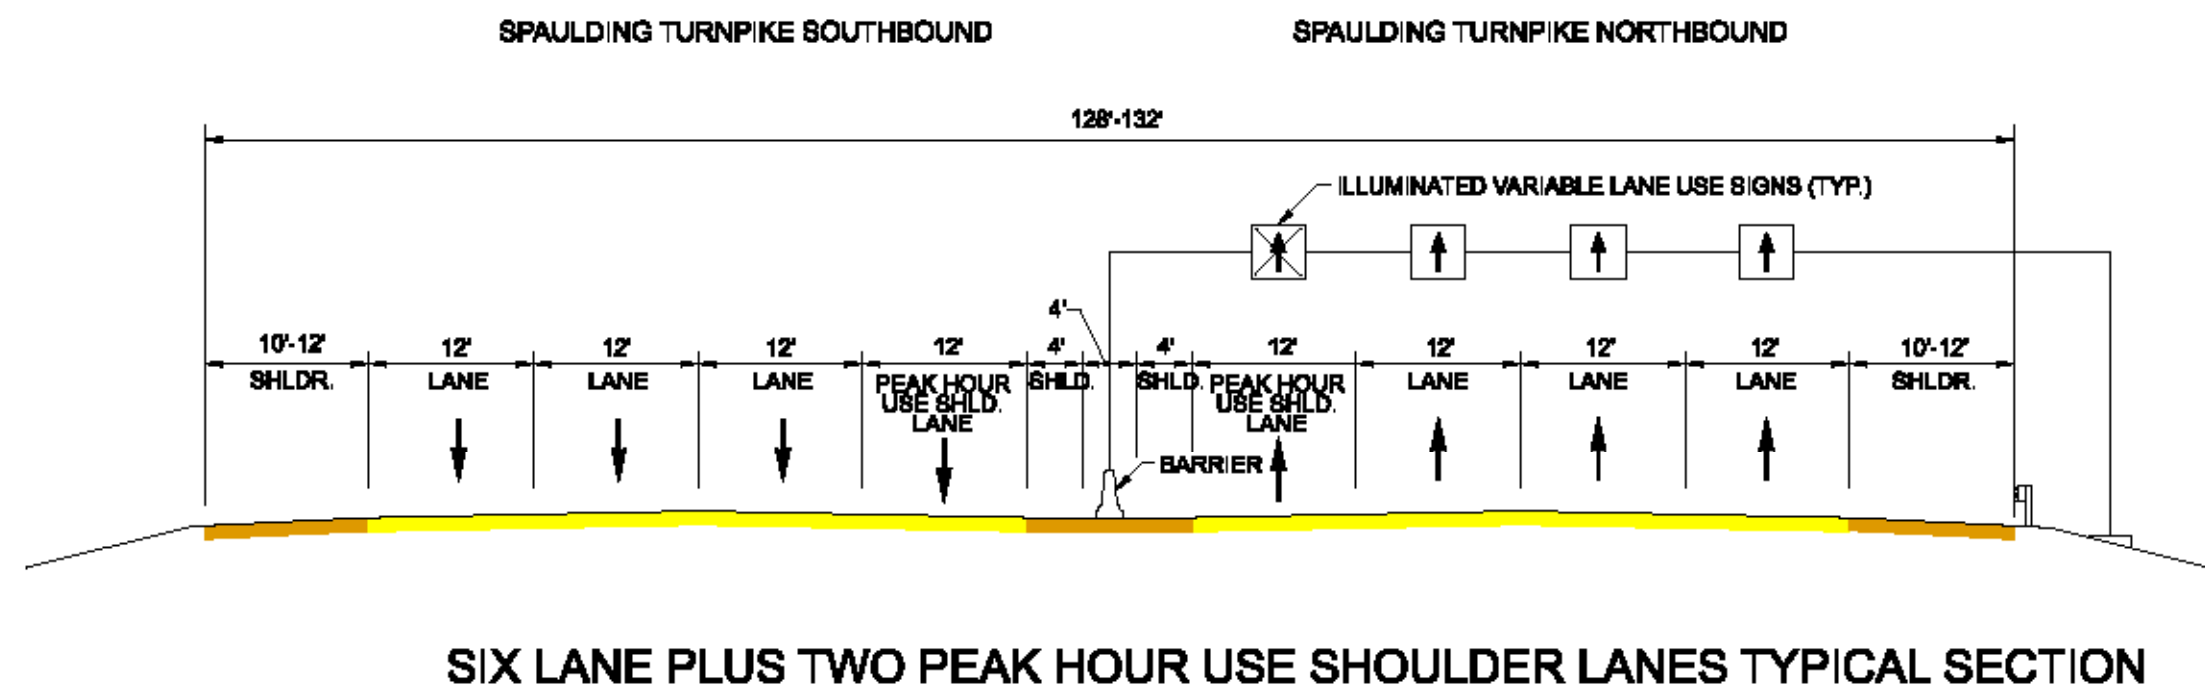 SPAULDING TURNPIKE SOUTHBOUND
SPAULDING TURNPIKE NORTHBOUND
128'-132'
ILLUMINATED VARIABLE LANE USE SIGNS (TYP.)
4'
10'-12'
SHLDR.
12'
LANE
12'
LANE
12'
LANE
12'
PEAK HOUR
USE SHLD.
LANE
4'
SHLD.
4'
SHLD.
12'
PEAK HOUR
USE SHLD.
LANE
12'
LANE
12'
LANE
12'
LANE
10'-12'
SHLDR.
BARRIER
SIX LANE PLUS TWO PEAK HOUR USE SHOULDER LANES TYPICAL SECTION